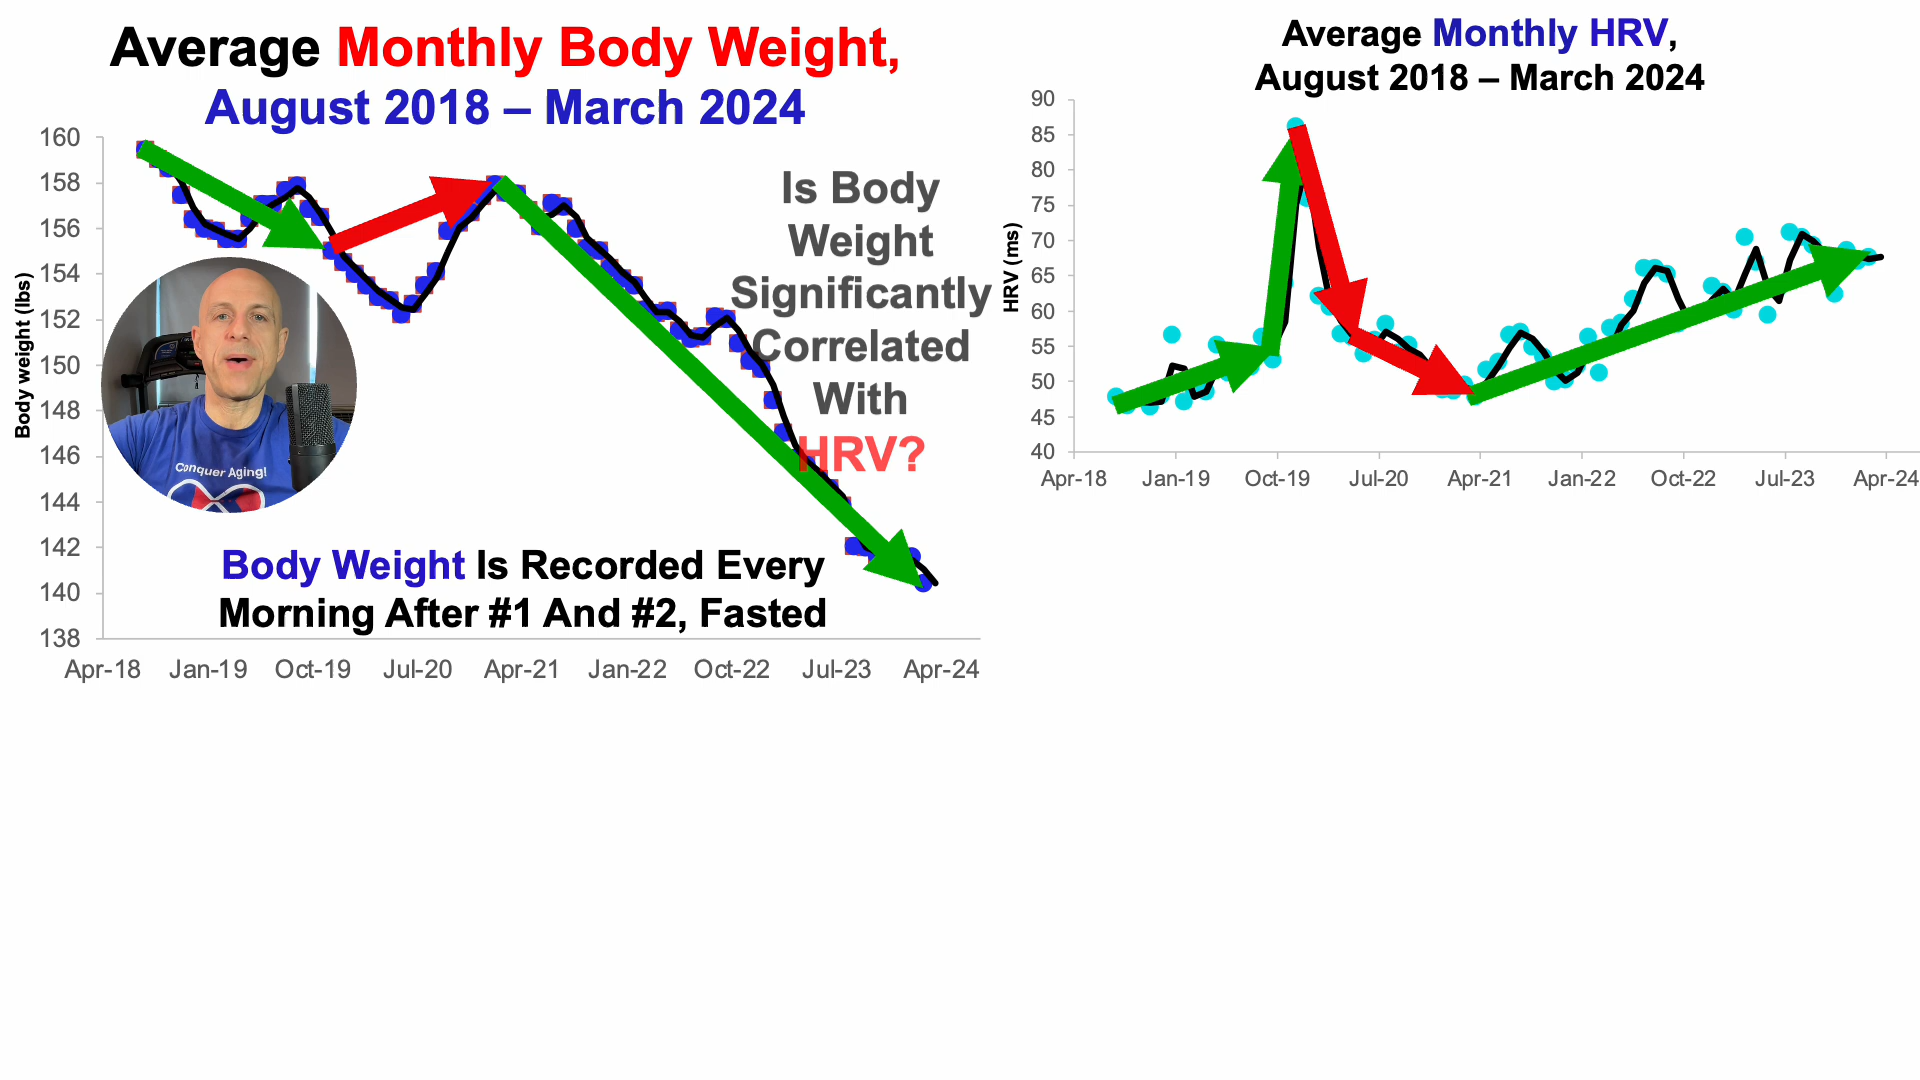 Average Monthly Body Weight,
August 2018 – March 2024
160
158
156
154
152
150
148
146
144
142
140
138
Body weight (lbs)
Apr-18 Jan-19 Oct-19 Jul-20 Apr-21 Jan-22 Oct-22 Jul-23 Apr-24
Conquer Aging!
Is Body
Weight
Significantly
Correlated
With
HRV?
Body Weight Is Recorded Every
Morning After #1 And #2, Fasted
Average Monthly HRV,
August 2018 – March 2024
90
85
80
75
70
65
60
55
50
45
40
HRV (ms)
Apr-18 Jan-19 Oct-19 Jul-20 Apr-21 Jan-22 Oct-22 Jul-23 Apr-24